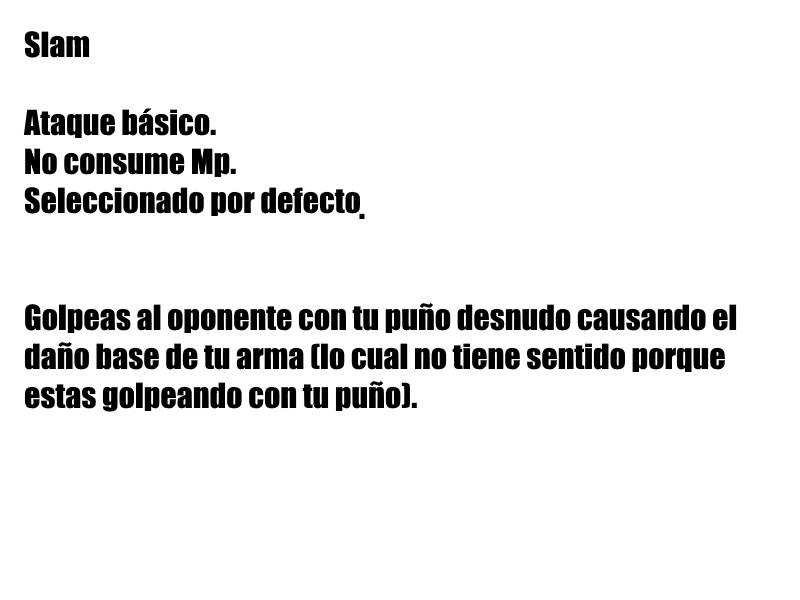 Slam
Ataque básico.
No consume Mp.
Seleccionado por defecto.
Golpeas al oponente con tu puño desnudo causando el
daño base de tu arma (lo cual no tiene sentido porque
estas golpeando con tu puño).